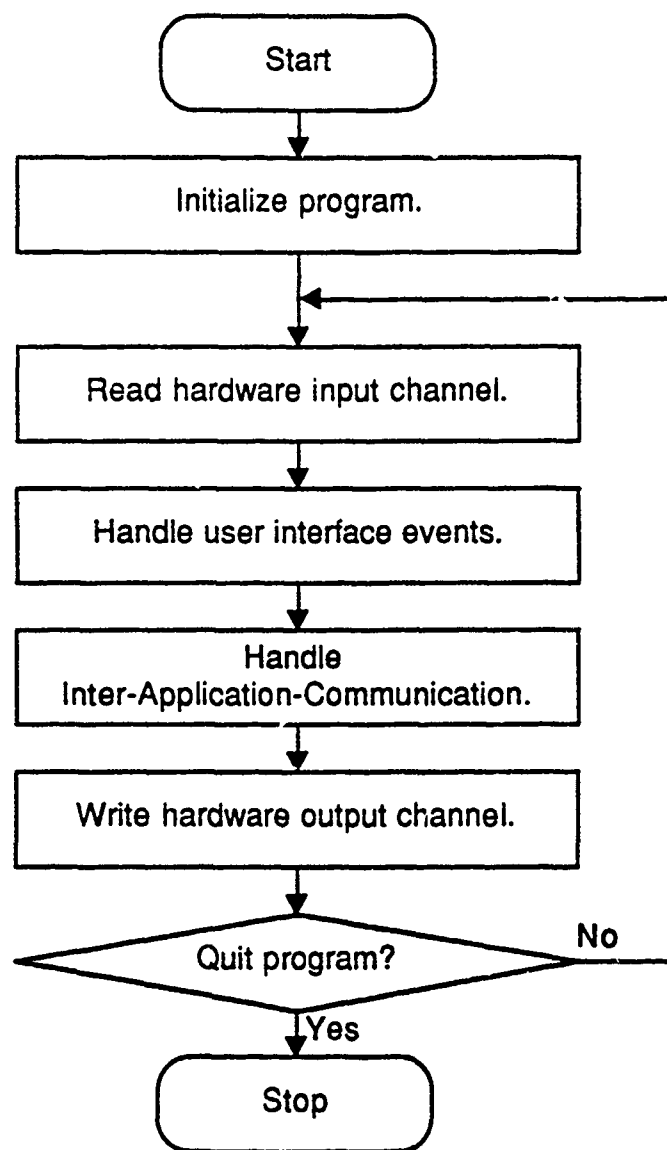 Start
Initialize program.
Read hardware input channel.
Handle user interface events.
Handle
Inter-Application-Communication.
Write hardware output channel.
Quit program?
No
Yes
Stop